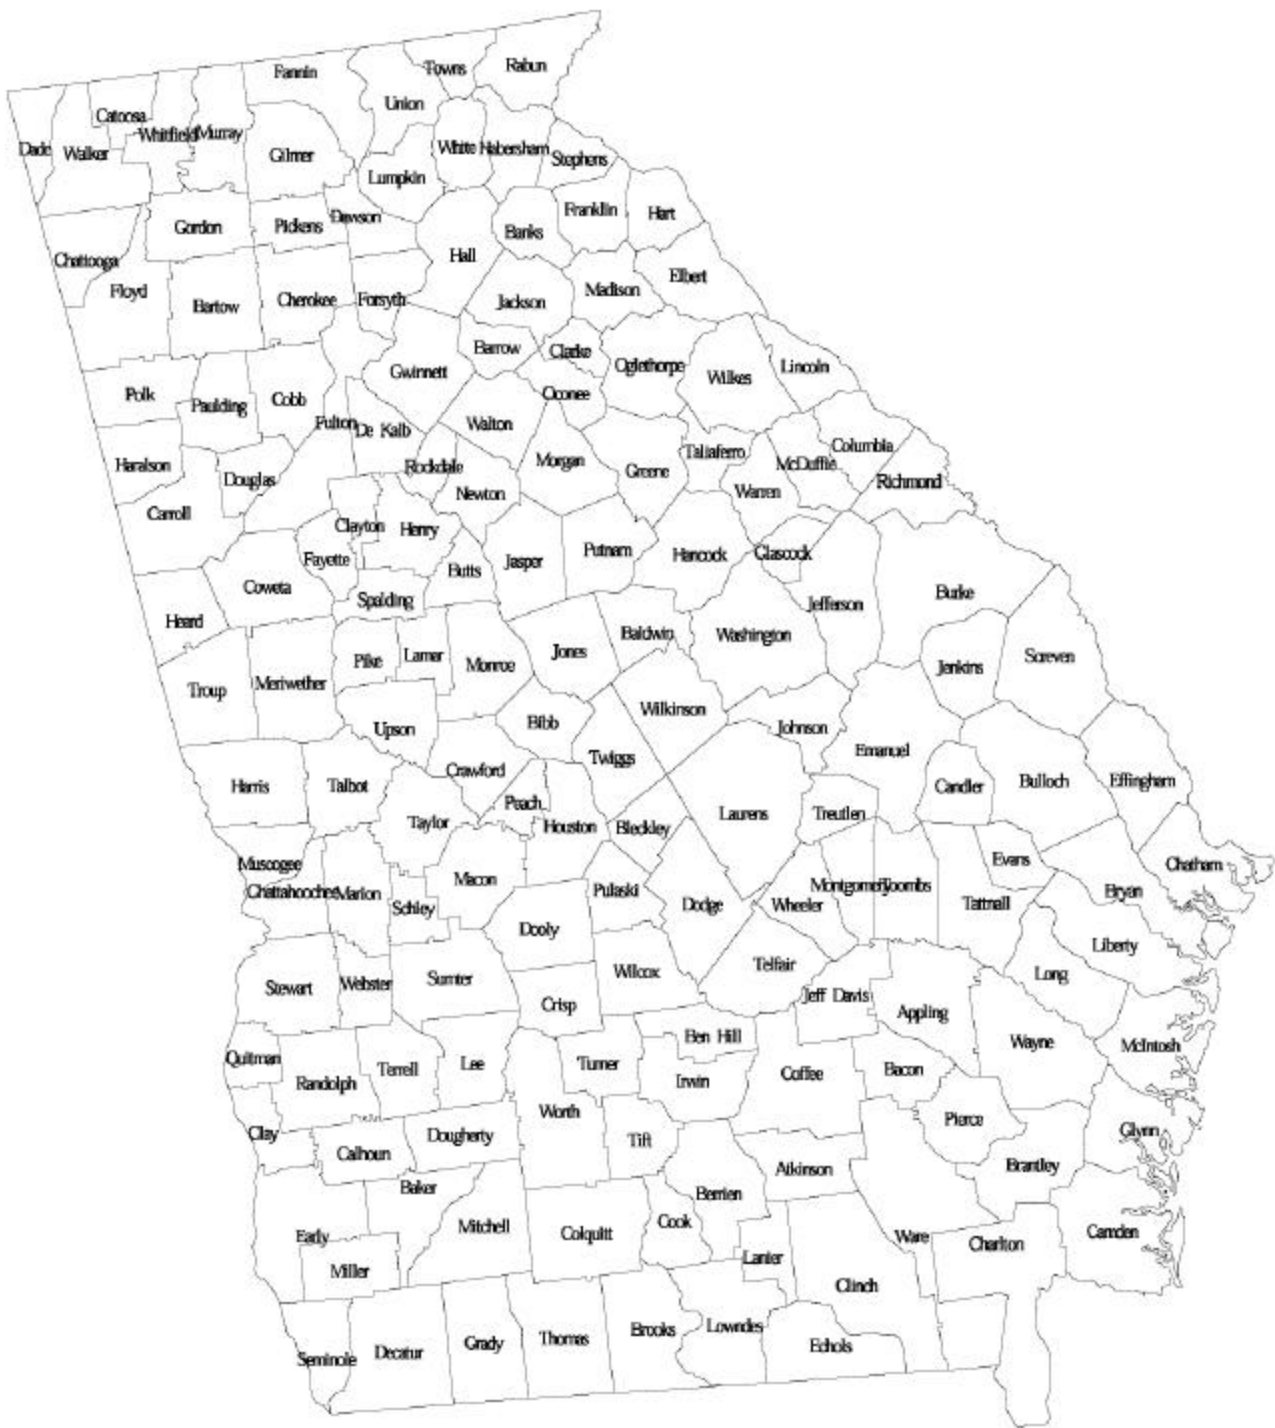 Rabun
Towns
Fannin
Union
Catoosa
Whitfield
Murray
Dade
Walker
Gilmer
White
Habersham
Stephens
Lumpkin
Franklin
Hart
Dawson
Pickens
Gordon
Banks
Hall
Chattooga
Elbert
Floyd
Madison
Bartow
Cherokee
Forsyth
Jackson
Barrow
Clarke
Oglethorpe
Lincoln
Gwinnett
Wilkes
Polk
Paulding
Cobb
Oconee
Fulton
De Kalb
Walton
Columbia
Taliaferro
McDuffie
Haralson
Rockdale
Morgan
Greene
Douglas
Newton
Warren
Richmond
Carroll
Clayton
Henry
Fayette
Butts
Jasper
Putnam
Hancock
Glascock
Coweta
Spalding
Jefferson
Burke
Heard
Baldwin
Washington
Pike
Lamar
Monroe
Jones
Jenkins
Screven
Troup
Meriwether
Wilkinson
Upson
Bibb
Johnson
Emanuel
Twiggs
Crawford
Harris
Talbot
Candler
Bulloch
Effingham
Peach
Taylor
Houston
Bleckley
Laurens
Treutlen
Muscogee
Evans
Chatham
Chattahoochee
Marion
Macon
Pulaski
Montgomery
Toombs
Bryan
Schley
Dodge
Wheeler
Tattnall
Dooly
Liberty
Stewart
Webster
Sumter
Wilcox
Telfair
Long
Crisp
Jeff Davis
Appling
Quitman
Ben Hill
Wayne
McIntosh
Randolph
Terrell
Lee
Turner
Irwin
Coffee
Bacon
Worth
Pierce
Clay
Calhoun
Dougherty
Tift
Glynn
Atkinson
Brantley
Baker
Berrien
Early
Mitchell
Colquitt
Cook
Ware
Charlton
Camden
Miller
Lanier
Clinch
Seminole
Decatur
Grady
Thomas
Brooks
Lowndes
Echols